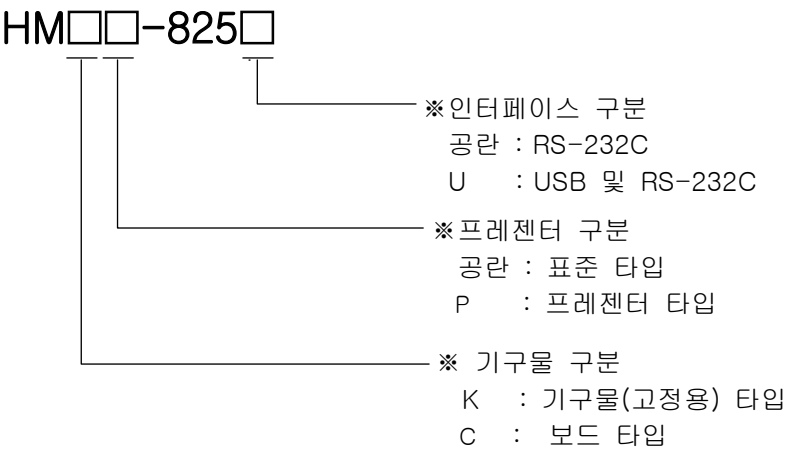 HM□□-825□
※인터페이스 구분
공란 : RS-232C
U : USB 및 RS-232C
※프레젠터 구분
공란 : 표준 타입
P : 프레젠터 타입
※ 기구물 구분
K : 기구물(고정용) 타입
C : 보드 타입